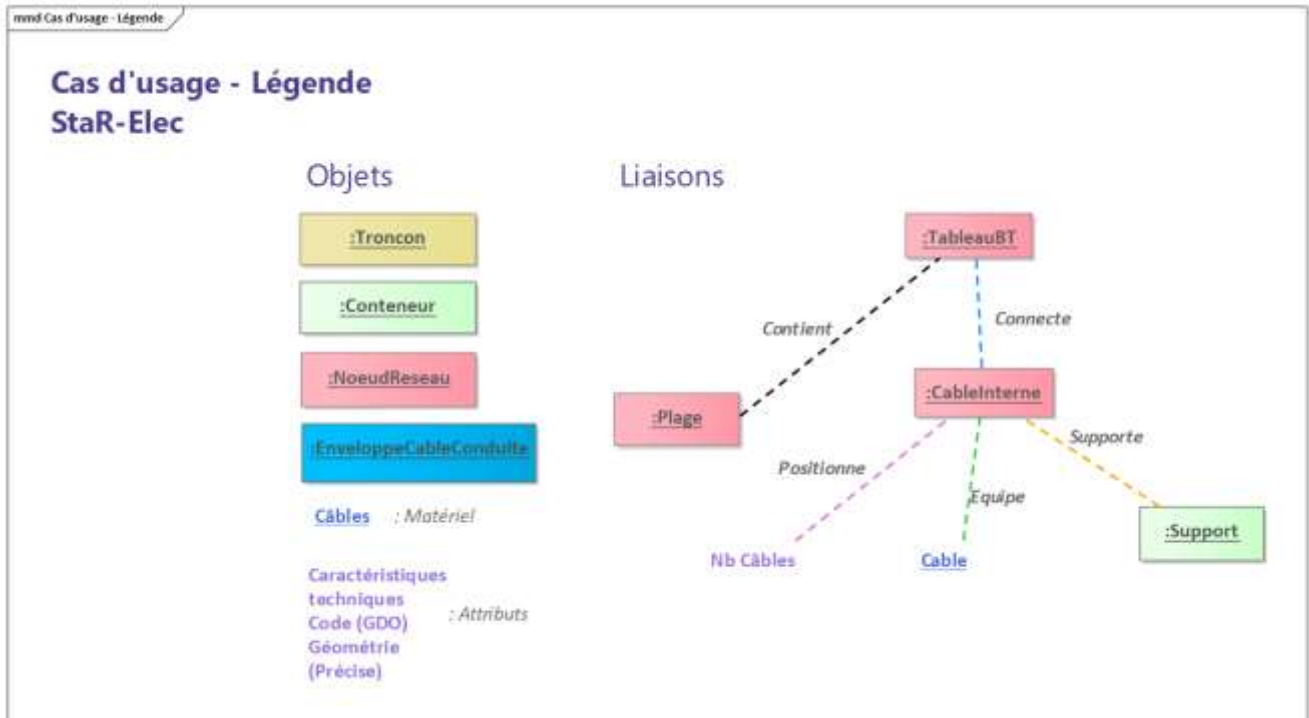 mmd Cas d'usage - Légende
Cas d'usage - Légende
StaR-Elec
Objets
Liaisons
:Troncon
:Conteneur
:NoeudReseau
:EnveloppeCableConduite
Câbles : Matériel
Caractéristiques
techniques
Code (GDO)
Géométrie
(Précise)
: Attributs
:TableauBT
Contient
Connecte
:Plage
:CableInterne
Positionne
Equipe
Supporte
Nb Câbles
Cable
:Support